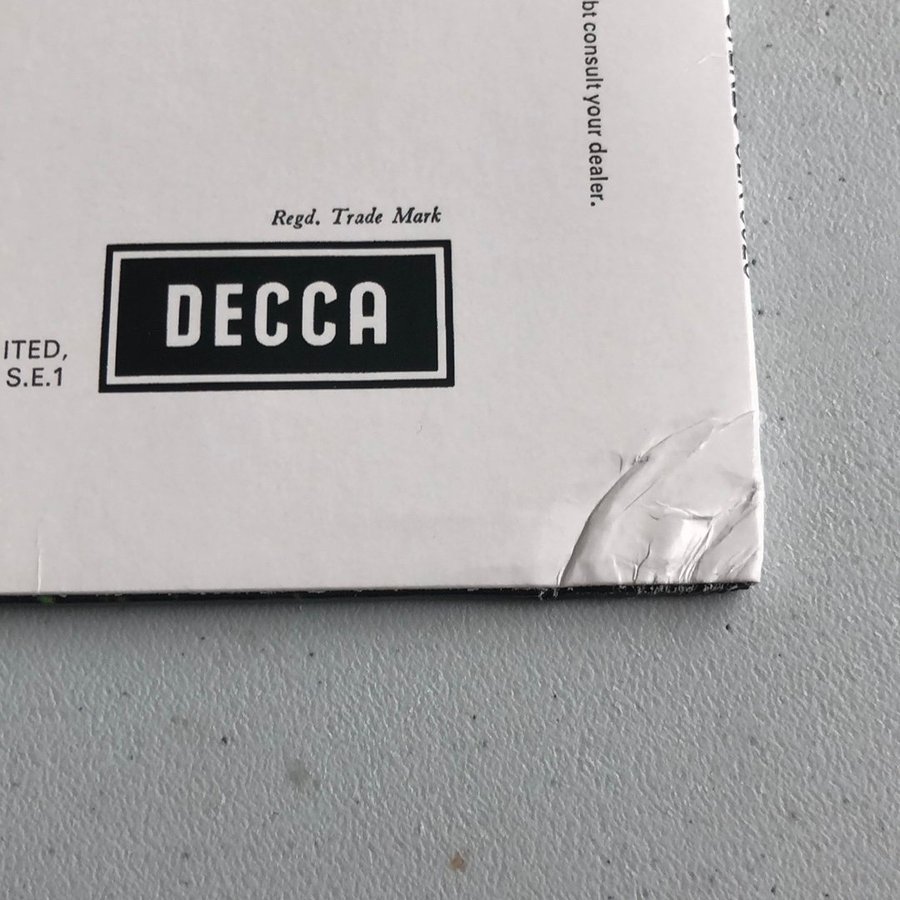 bt consult your dealer.
Regd. Trade Mark
DECCA
ITED,
S.E.1